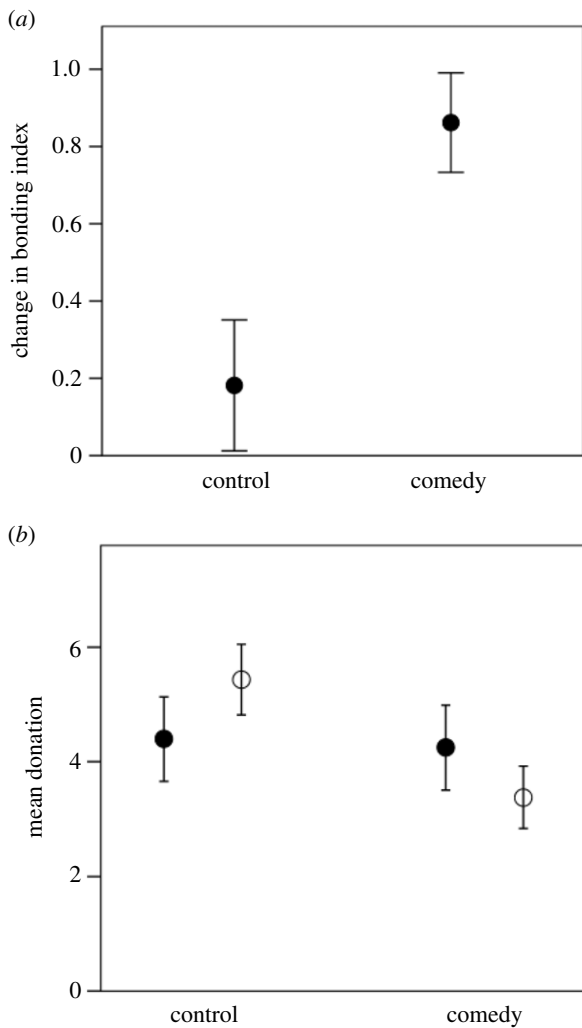 (a)
1.0
0.8
0.6
0.4
0.2
0
change in bonding index
control comedy
(b)
6
4
2
0
mean donation
control comedy